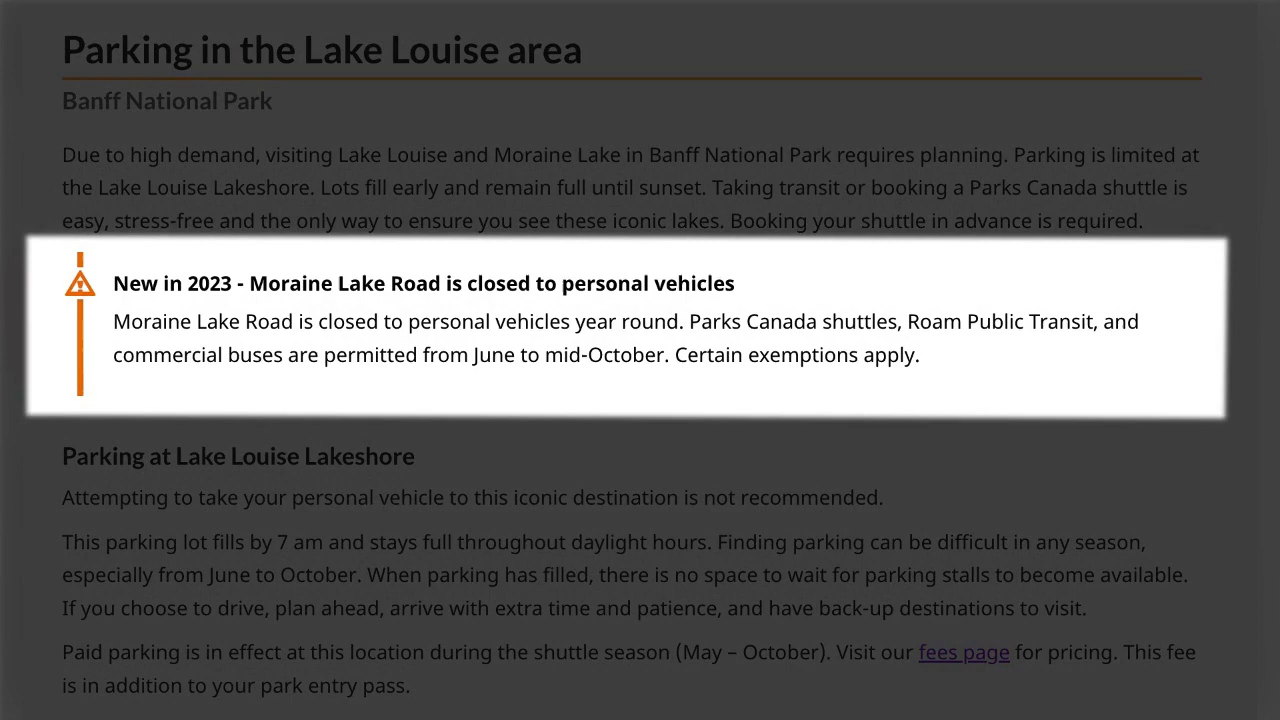 Parking in the Lake Louise area
Banff National Park
Due to high demand, visiting Lake Louise and Moraine Lake in Banff National Park requires planning. Parking is limited at
the Lake Louise Lakeshore. Lots fill early and remain full until sunset. Taking transit or booking a Parks Canada shuttle is
easy, stress-free and the only way to ensure you see these iconic lakes. Booking your shuttle in advance is required.
New in 2023 - Moraine Lake Road is closed to personal vehicles
Moraine Lake Road is closed to personal vehicles year round. Parks Canada shuttles, Roam Public Transit, and
commercial buses are permitted from June to mid-October. Certain exemptions apply.
Parking at Lake Louise Lakeshore
Attempting to take your personal vehicle to this iconic destination is not recommended.
This parking lot fills by 7 am and stays full throughout daylight hours. Finding parking can be difficult in any season,
especially from June to October. When parking has filled, there is no space to wait for parking stalls to become available.
If you choose to drive, plan ahead, arrive with extra time and patience, and have back-up destinations to visit.
Paid parking is in effect at this location during the shuttle season (May – October). Visit our fees page for pricing. This fee
is in addition to your park entry pass.